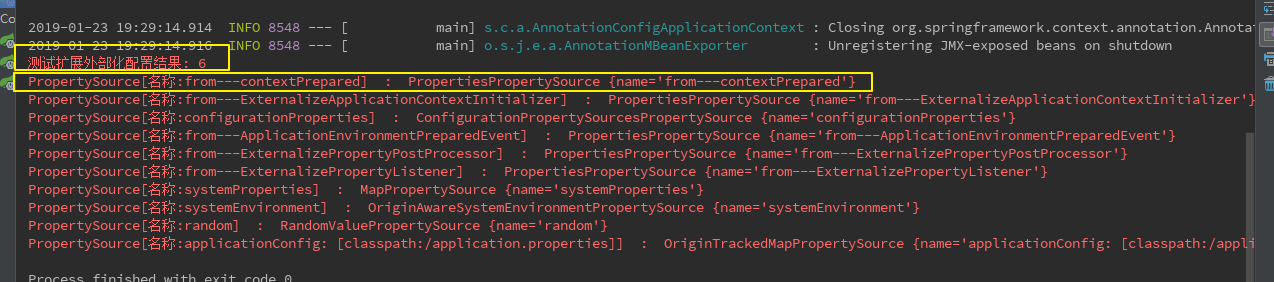 Co
2019-01-23 19:29:14.914  INFO 8548 --- [           main] s.c.a.AnnotationConfigApplicationContext : Closing org.springframework.context.annotation.Annota
2019-01-23 19:29:14.916  INFO 8548 --- [           main] o.s.j.e.a.AnnotationMBeanExporter        : Unregistering JMX-exposed beans on shutdown
测试扩展外部化配置结果: 6
PropertySource[名称:from---contextPrepared]  :  PropertiesPropertySource {name='from---contextPrepared'}
PropertySource[名称:from---ExternalizeApplicationContextInitializer]  :  PropertiesPropertySource {name='from---ExternalizeApplicationContextInitializer'}
PropertySource[名称:configurationProperties]  :  ConfigurationPropertySourcesPropertySource {name='configurationProperties'}
PropertySource[名称:from---ApplicationEnvironmentPreparedEvent]  :  PropertiesPropertySource {name='from---ApplicationEnvironmentPreparedEvent'}
PropertySource[名称:from---ExternalizePropertyPostProcessor]  :  PropertiesPropertySource {name='from---ExternalizePropertyPostProcessor'}
PropertySource[名称:from---ExternalizePropertyListener]  :  PropertiesPropertySource {name='from---ExternalizePropertyListener'}
PropertySource[名称:systemProperties]  :  MapPropertySource {name='systemProperties'}
PropertySource[名称:systemEnvironment]  :  OriginAwareSystemEnvironmentPropertySource {name='systemEnvironment'}
PropertySource[名称:random]  :  RandomValuePropertySource {name='random'}
PropertySource[名称:applicationConfig: [classpath:/application.properties]]  :  OriginTrackedMapPropertySource {name='applicationConfig: [classpath:/appli
Process finished with exit code 0